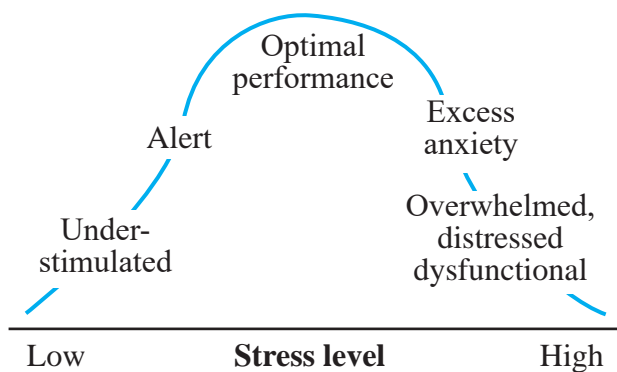 Optimal
performance
Alert
Excess
anxiety
Under-
stimulated
Overwhelmed,
distressed
dysfunctional
Low
Stress level
High